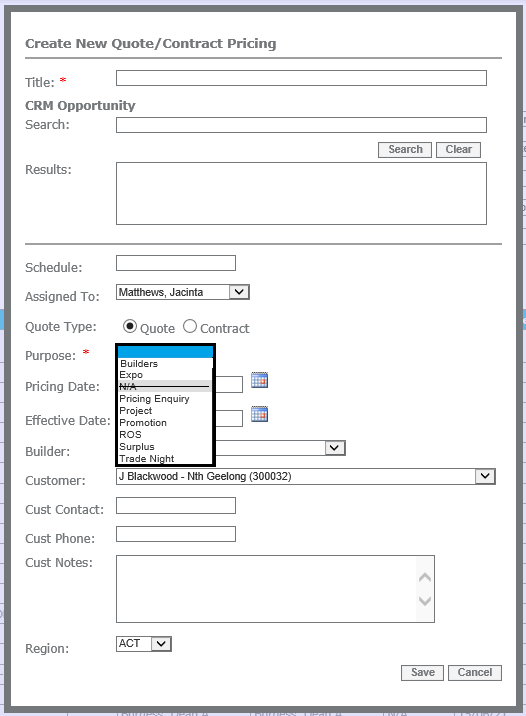 Create New Quote/Contract Pricing
Title: *
CRM Opportunity
Search:
Search Clear
Results:
Schedule:
Assigned To: Matthews, Jacinta
Quote Type: Quote Contract
Purpose: *
Builders
Expo
N/A
Pricing Enquiry
Project
Promotion
ROS
Surplus
Trade Night
Pricing Date:
Effective Date:
Builder:
Customer: J Blackwood - Nth Geelong (300032)
Cust Contact:
Cust Phone:
Cust Notes:
Region: ACT
Save Cancel